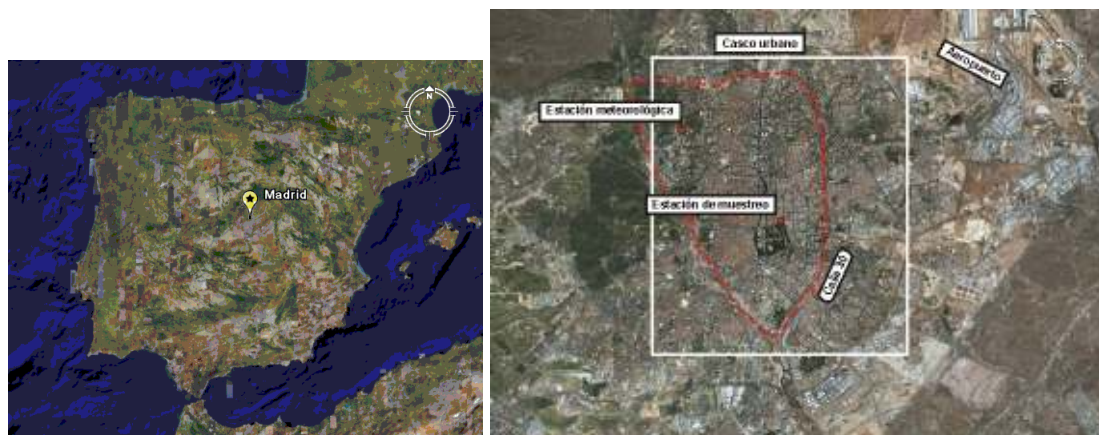 N
Madrid
Casco urbano
Aeropuerto
Estación meteorológica
Estación de muestreo
Calle 30